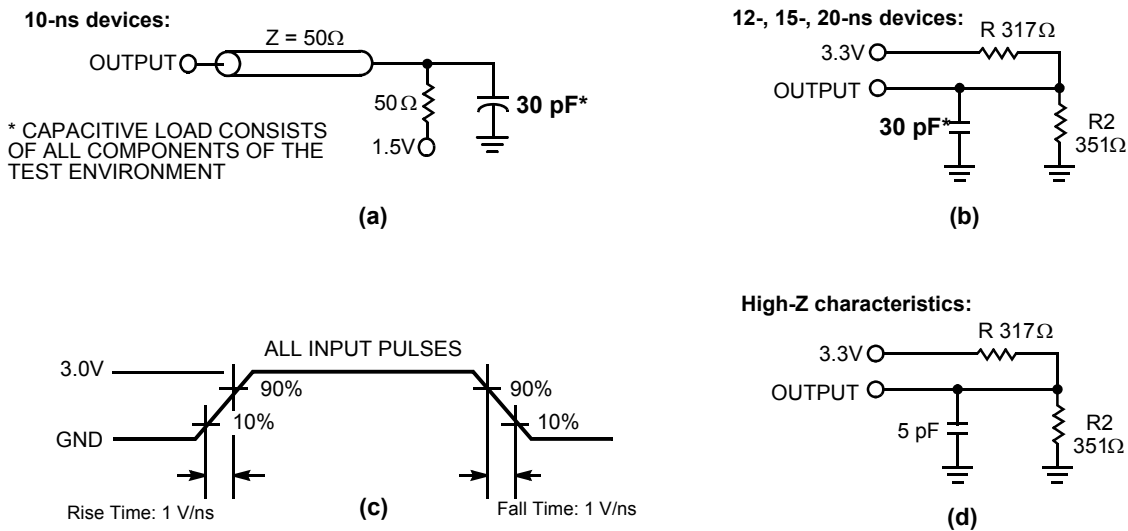 10-ns devices:
Z = 50Ω
OUTPUT
50Ω
30 pF*
1.5V
* CAPACITIVE LOAD CONSISTS
OF ALL COMPONENTS OF THE
TEST ENVIRONMENT
(a)
12-, 15-, 20-ns devices:
R 317Ω
3.3V
OUTPUT
30 pF*
R2
351Ω
(b)
ALL INPUT PULSES
3.0V
90%
10%
GND
90%
10%
Rise Time: 1 V/ns
(c)
Fall Time: 1 V/ns
High-Z characteristics:
R 317Ω
3.3V
OUTPUT
5 pF
R2
351Ω
(d)